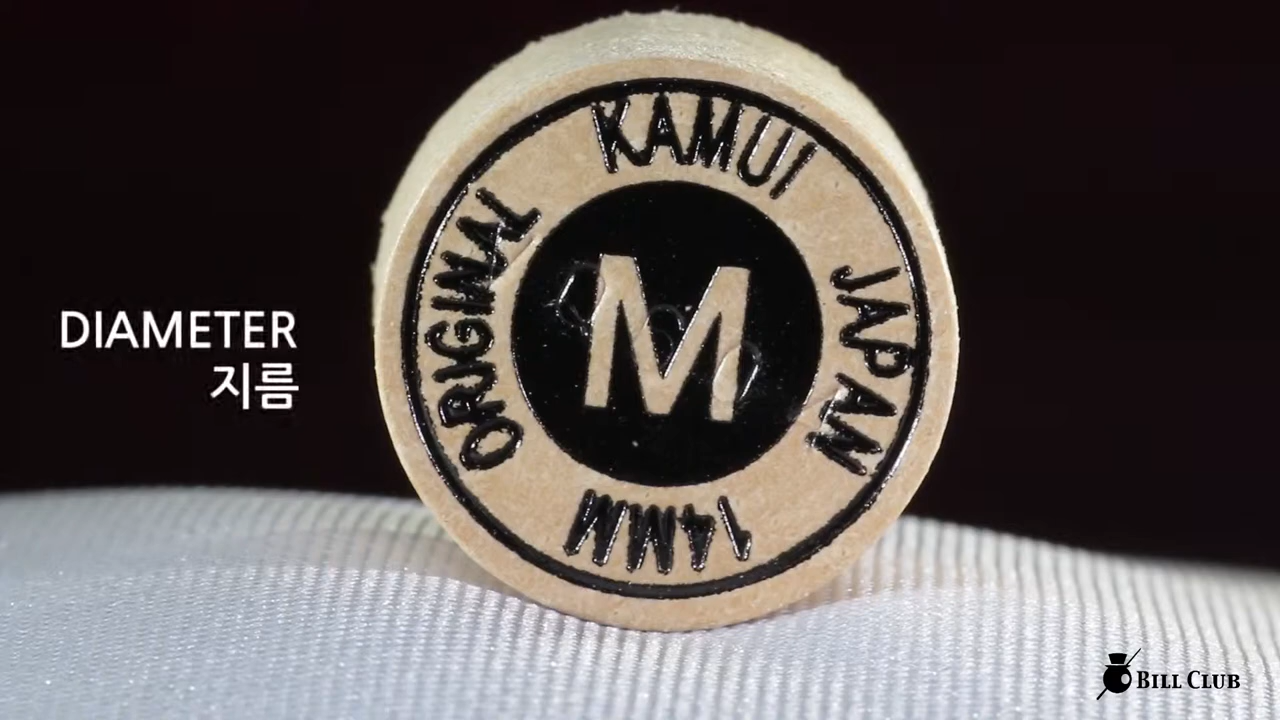 KAMUI
JAPAN
14MM
ORIGINAL
M
DIAMETER
지름
BILL CLUB